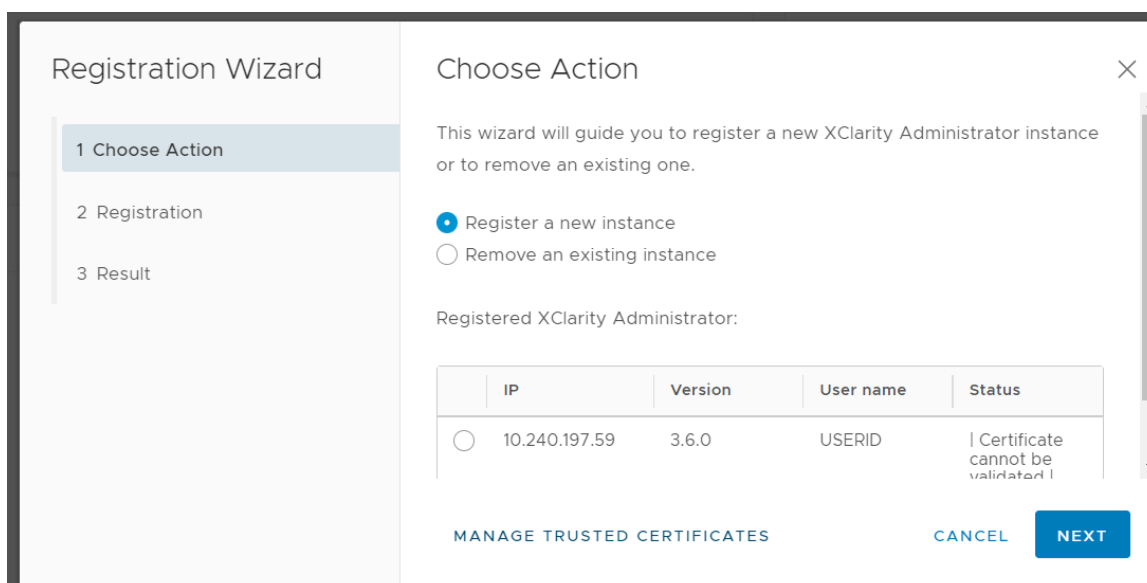 Registration Wizard
1 Choose Action
2 Registration
3 Result
Choose Action
This wizard will guide you to register a new XClarity Administrator instance
or to remove an existing one.
Register a new instance
Remove an existing instance
Registered XClarity Administrator:
IP Version User name Status
10.240.197.59 3.6.0 USERID | Certificate
cannot be
validated |
MANAGE TRUSTED CERTIFICATES CANCEL NEXT